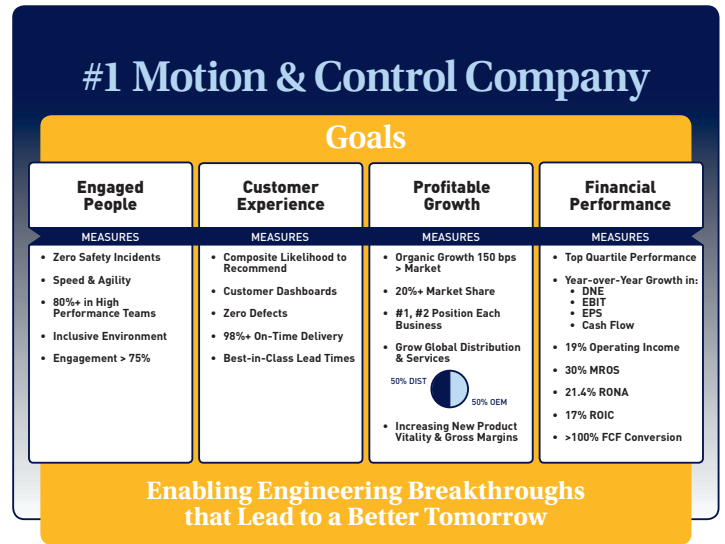 #1 Motion & Control Company
Goals
Engaged
People
MEASURES
• Zero Safety Incidents
• Speed & Agility
• 80%+ in High
Performance Teams
• Inclusive Environment
• Engagement > 75%
Customer
Experience
MEASURES
• Composite Likelihood to
Recommend
• Customer Dashboards
• Zero Defects
• 98%+ On-Time Delivery
• Best-in-Class Lead Times
Profitable
Growth
MEASURES
• Organic Growth 150 bps
> Market
• 20%+ Market Share
• #1, #2 Position Each
Business
• Grow Global Distribution
& Services
50% DIST
50% OEM
• Increasing New Product
Vitality & Gross Margins
Financial
Performance
MEASURES
• Top Quartile Performance
• Year-over-Year Growth in:
• DNE
• EBIT
• EPS
• Cash Flow
• 19% Operating Income
• 30% MROS
• 21.4% RONA
• 17% ROIC
• >100% FCF Conversion
Enabling Engineering Breakthroughs
that Lead to a Better Tomorrow